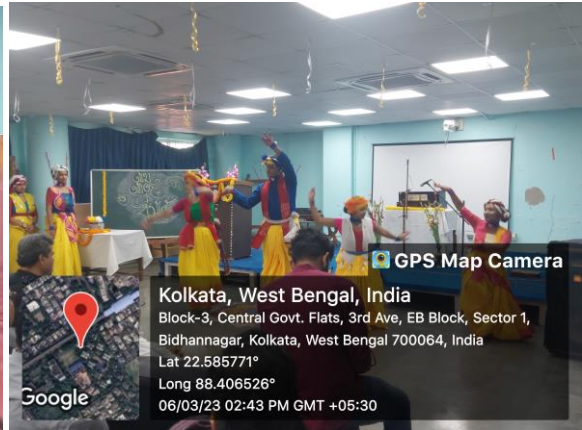 GPS Map Camera
Kolkata, West Bengal, India
Block-3, Central Govt. Flats, 3rd Ave, EB Block, Sector 1,
Bidhannagar, Kolkata, West Bengal 700064, India
Lat 22.585771°
Long 88.406526°
06/03/23 02:43 PM GMT +05:30
Google